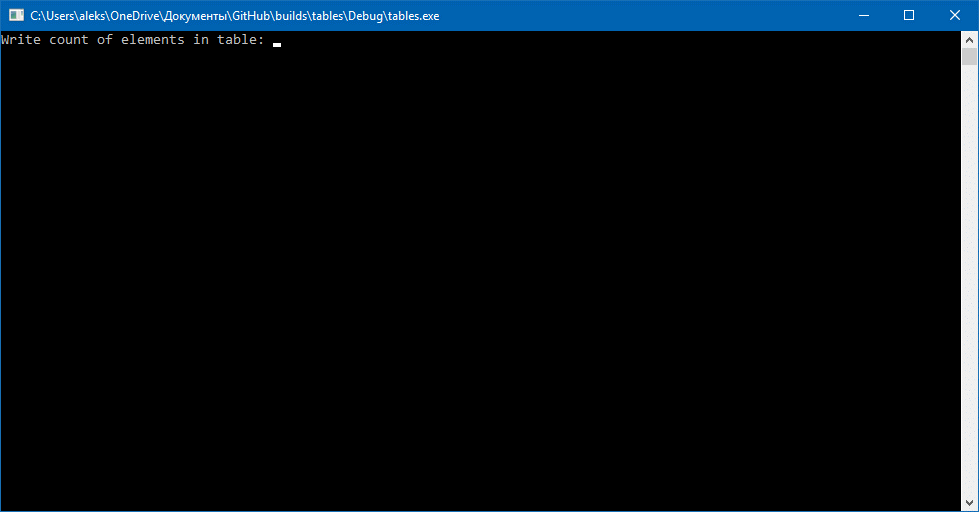 C:\Users\aleks\OneDrive\Документы\GitHub\builds\tables\Debug\tables.exe
Write count of elements in table: